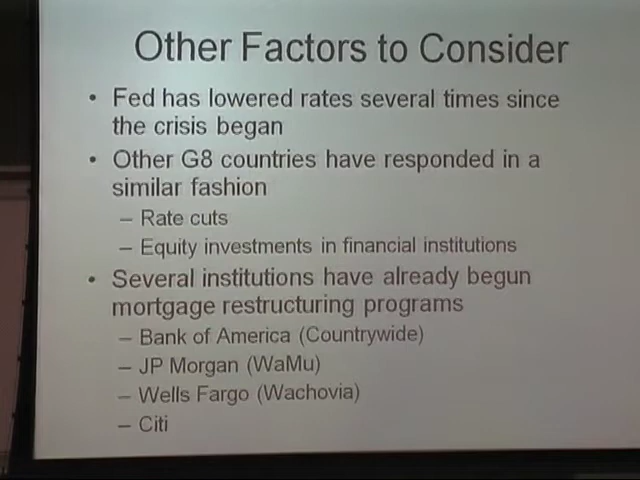 Other Factors to Consider
• Fed has lowered rates several times since
the crisis began
• Other G8 countries have responded in a
similar fashion
– Rate cuts
– Equity investments in financial institutions
• Several institutions have already begun
mortgage restructuring programs
– Bank of America (Countrywide)
– JP Morgan (WaMu)
– Wells Fargo (Wachovia)
– Citi